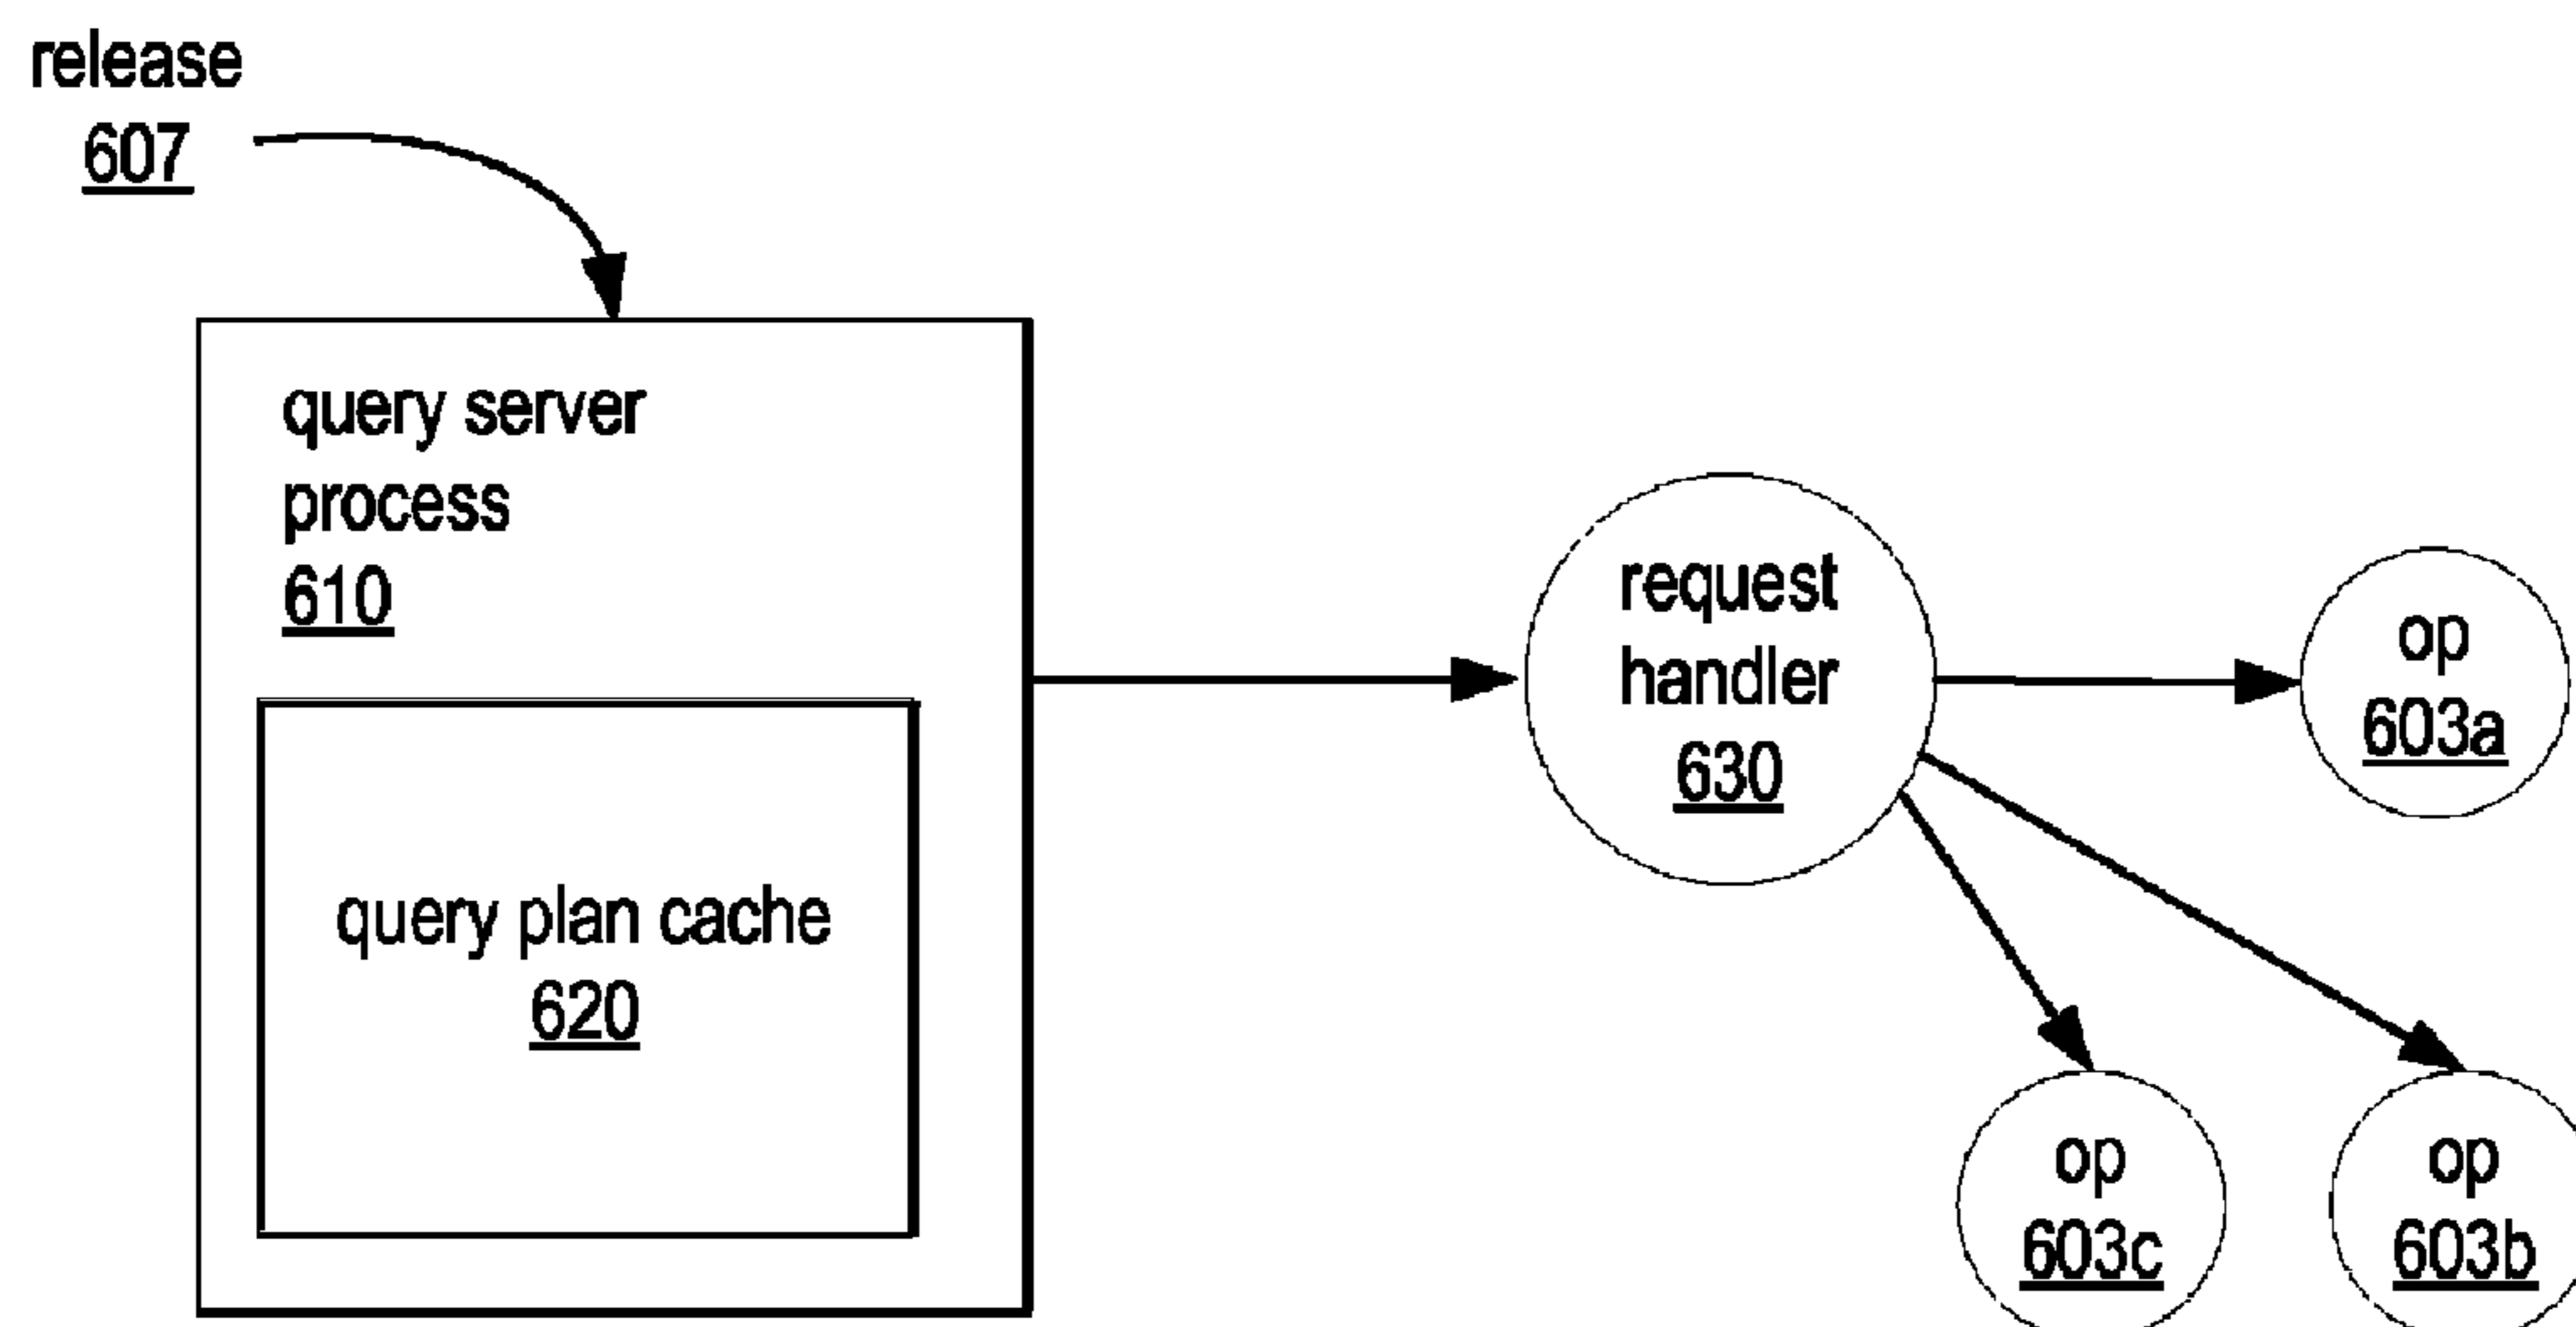 release
607
query server
process
610
query plan cache
620
request
handler
630
op
603a
op
603c
op
603b